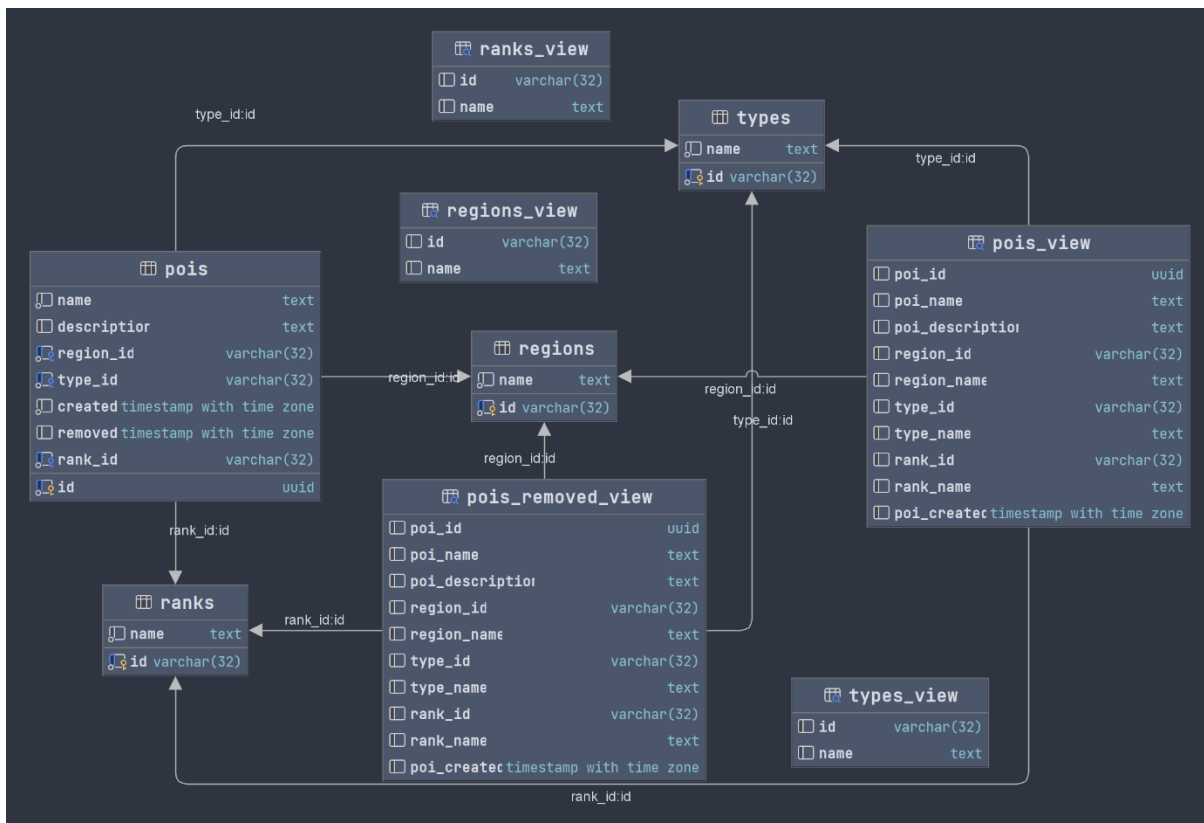 ranks_view
id varchar(32)
name text
type_id:id
types
name text
id varchar(32)
type_id:id
regions_view
id varchar(32)
name text
pois
name text
description text
region_id varchar(32)
type_id varchar(32)
created timestamp with time zone
removed timestamp with time zone
rank_id varchar(32)
id uuid
pois_view
poi_id uuid
poi_name text
poi_description text
region_id varchar(32)
region_name text
type_id varchar(32)
type_name text
rank_id varchar(32)
rank_name text
poi_created timestamp with time zone
regions
name text
id varchar(32)
region_id:id
region_id:id
type_id:id
region_id:id
pois_removed_view
poi_id uuid
poi_name text
poi_description text
region_id varchar(32)
region_name text
type_id varchar(32)
type_name text
rank_id varchar(32)
rank_name text
poi_created timestamp with time zone
rank_id:id
ranks
name text
id varchar(32)
rank_id:id
types_view
id varchar(32)
name text
rank_id:id